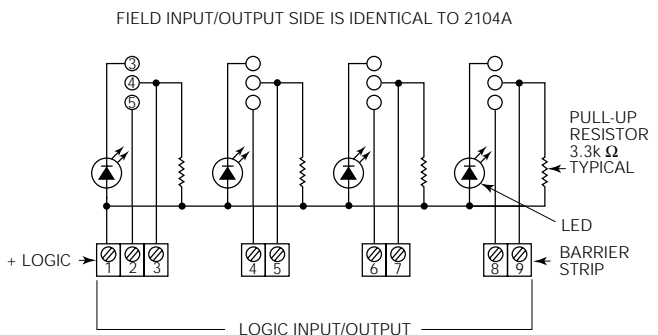 FIELD INPUT/OUTPUT SIDE IS IDENTICAL TO 2104A
3
4
5
PULL-UP
RESISTOR
3.3k Ω
TYPICAL
LED
+ LOGIC
1 2 3 4 5 6 7 8 9
BARRIER
STRIP
LOGIC INPUT/OUTPUT